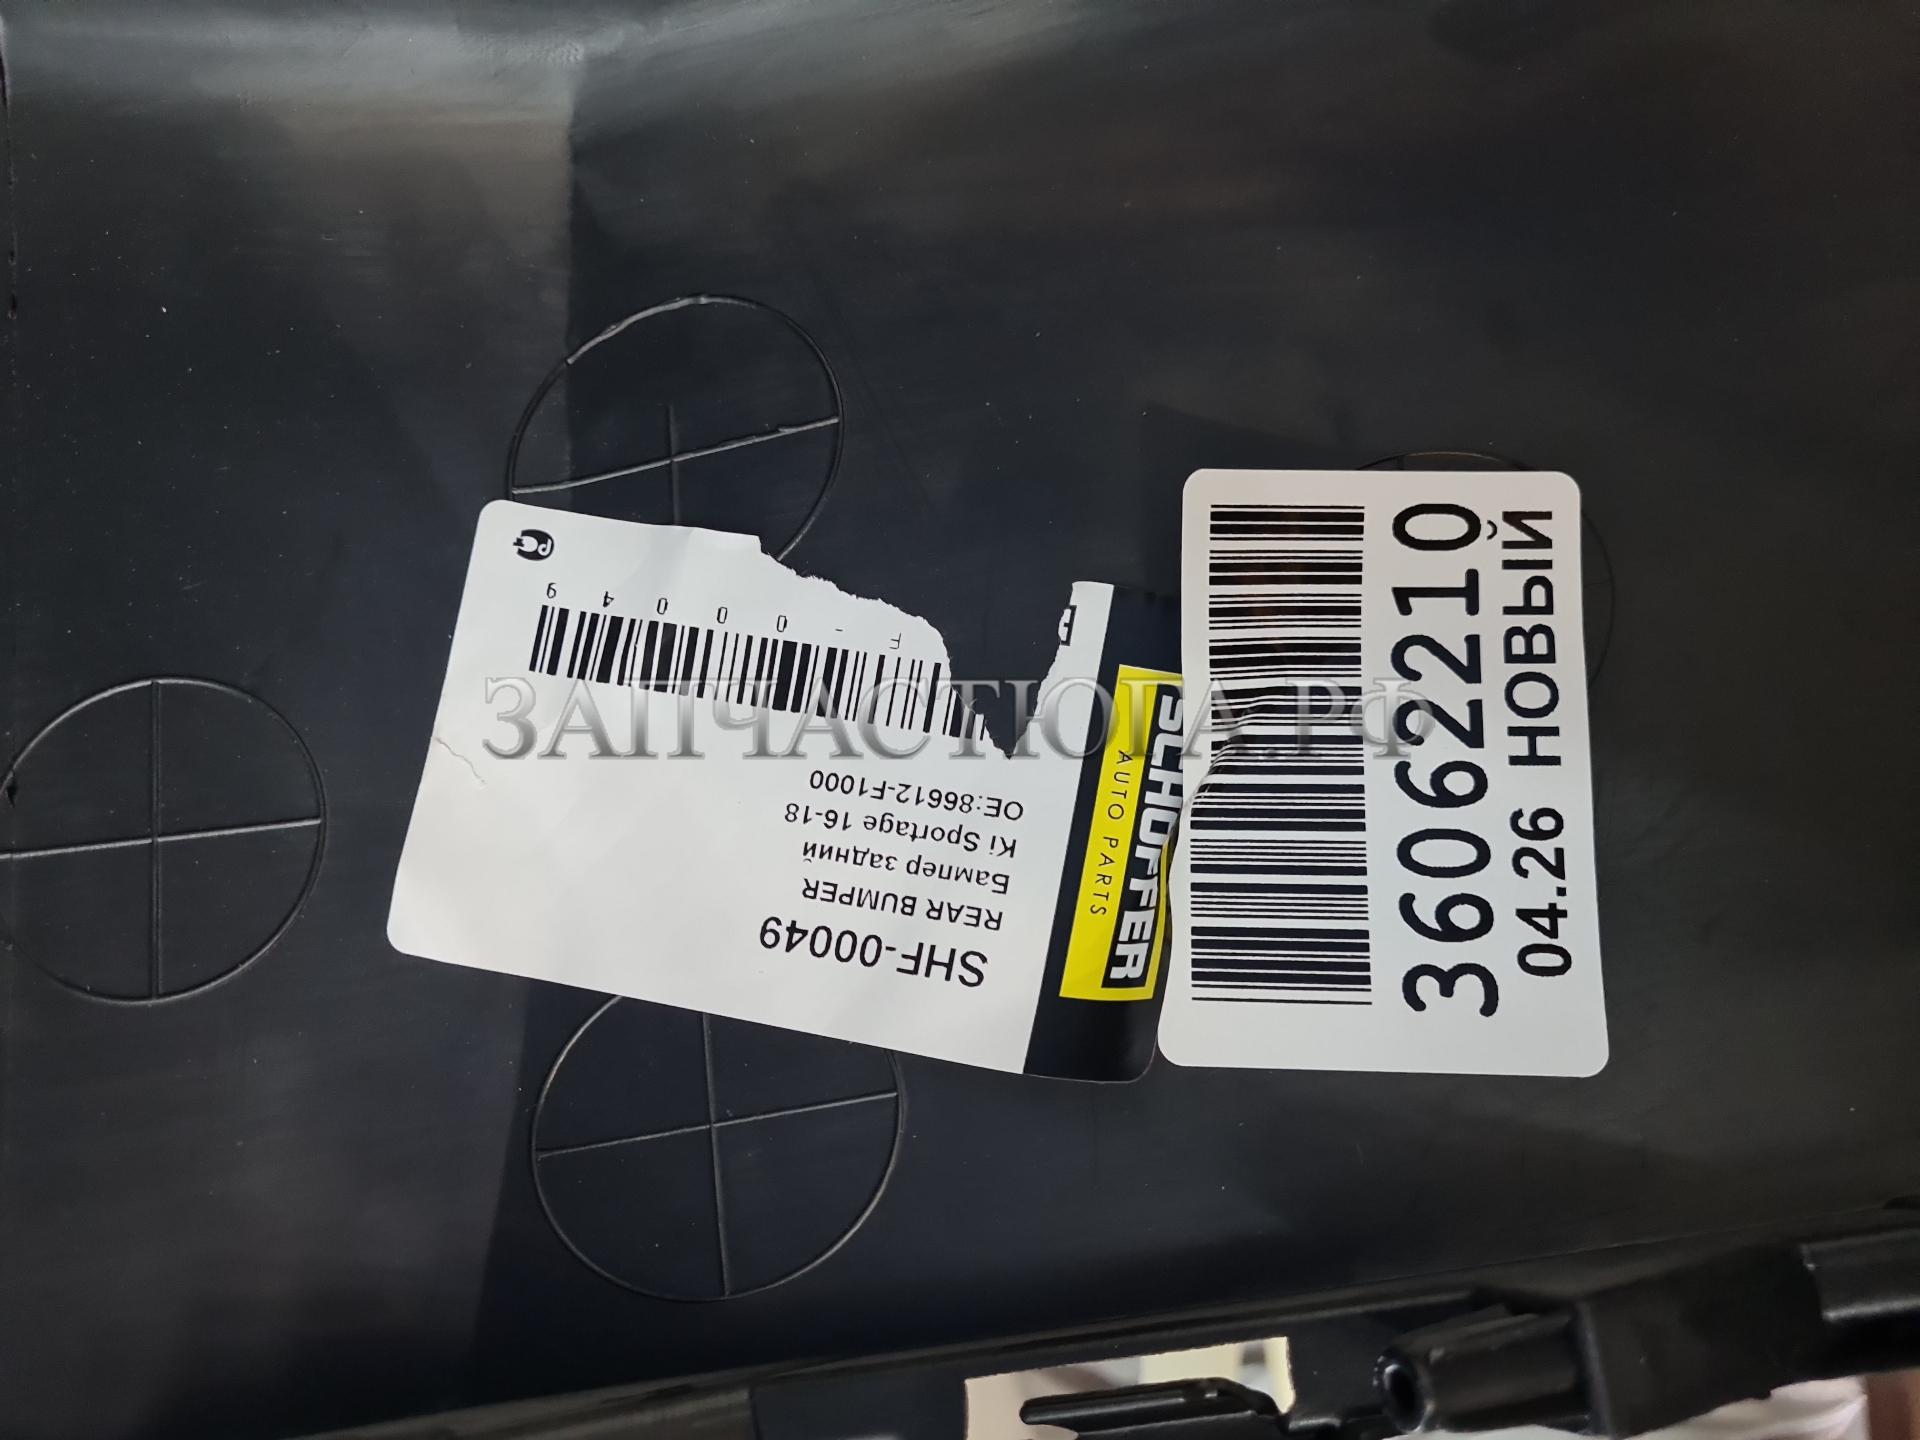 SHF-00049
REAR BUMPER
Бампер задний
Ki Sportage 16-18
OE:86612-F1000
F-00049
РСТ
SCHOFFER
AUTO PARTS
36062210
04.26 НОВЫЙ
ЗАПЧАСТЮГА.РФ